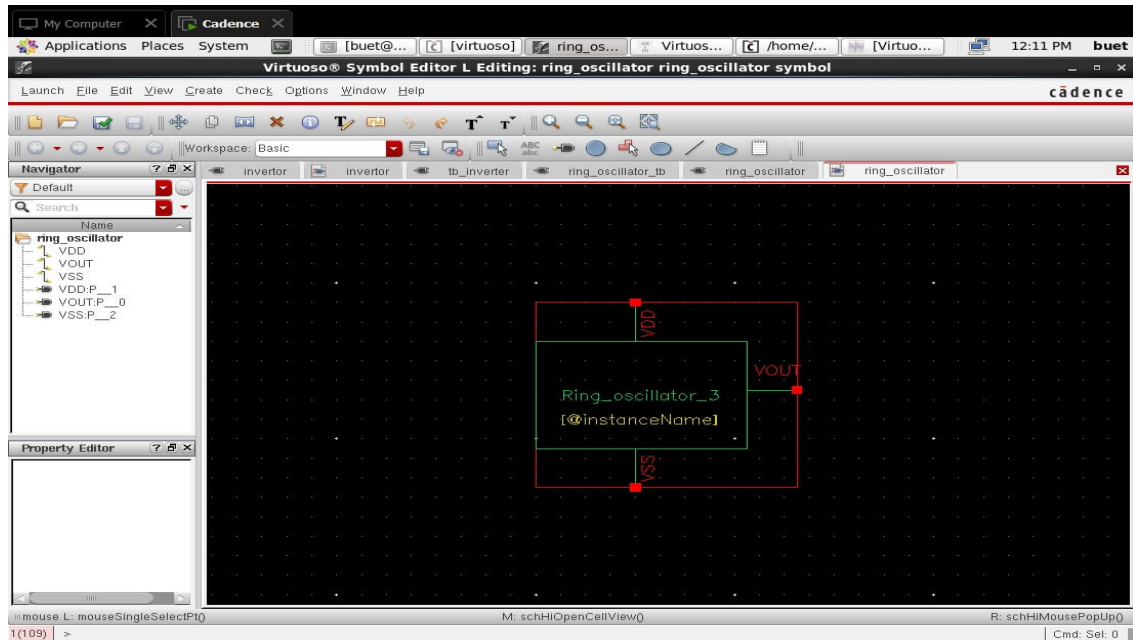 My Computer Cadence
Applications Places System [buet@... [virtuoso] ring_os... Virtuos... /home/... [Virtuo... 12:11 PM buet
Virtuoso® Symbol Editor L Editing: ring_oscillator ring_oscillator symbol
Launch File Edit View Create Check Options Window Help cādence
Workspace: Basic
Navigator invertor invertor tb_inverter ring_oscillator_tb ring_oscillator ring_oscillator
Default
Search
Name
ring_oscillator
VDD
VOUT
VSS
VDD:P__1
VOUT:P__0
VSS:P__2
VDD
VOUT
Ring_oscillator_3
[@instanceName]
VSS
Property Editor
mouse L: mouseSingleSelectPt() M: schHiOpenCellView() R: schHiMousePopUp()
1(109) > Cmd: Sel: 0